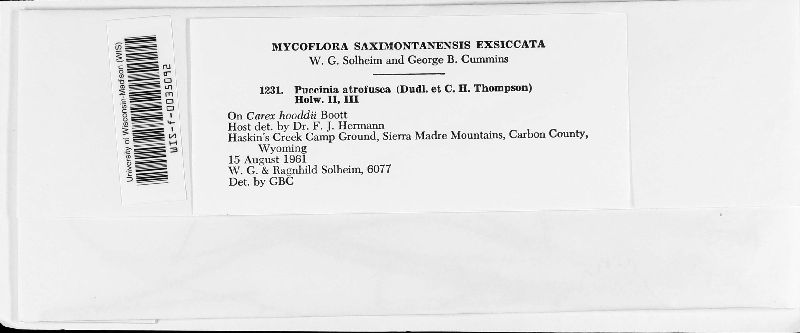 University of Wisconsin-Madison (WIS)
WIS-f-0035092
MYCOFLORA SAXIMONTANENSIS EXSICCATA
W. G. Solheim and George B. Cummins
1231. Puccinia atrofusca (Dudl. et C. H. Thompson)
Holw. II, III
On Carex hooddii Boott
Host det. by Dr. F. J. Hermann
Haskin's Creek Camp Ground, Sierra Madre Mountains, Carbon County,
Wyoming
15 August 1961
W. G. & Ragnhild Solheim, 6077
Det. by GBC